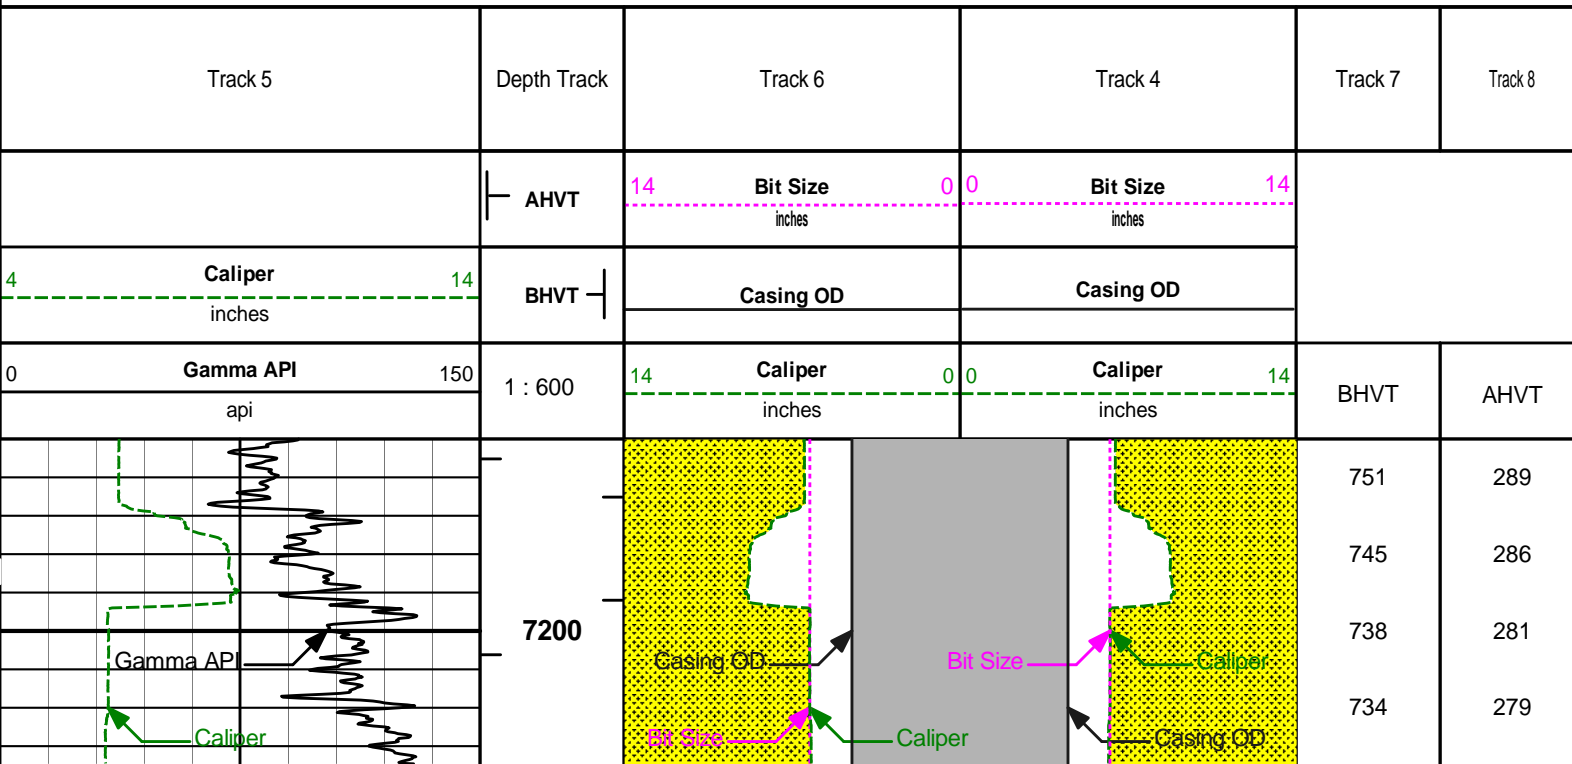 Track 5 Depth Track Track 6 Track 4 Track 7 Track 8
AHVT 14 Bit Size 0 0 Bit Size 14
inches inches
4 Caliper 14 BHVT Casing OD Casing OD
inches
0 Gamma API 150 1 : 600 14 Caliper 0 0 Caliper 14 BHVT AHVT
api inches inches
751 289
745 286
7200 738 281
Gamma API Casing OD Bit Size Caliper
734 279
Caliper Bit Size Caliper Casing OD